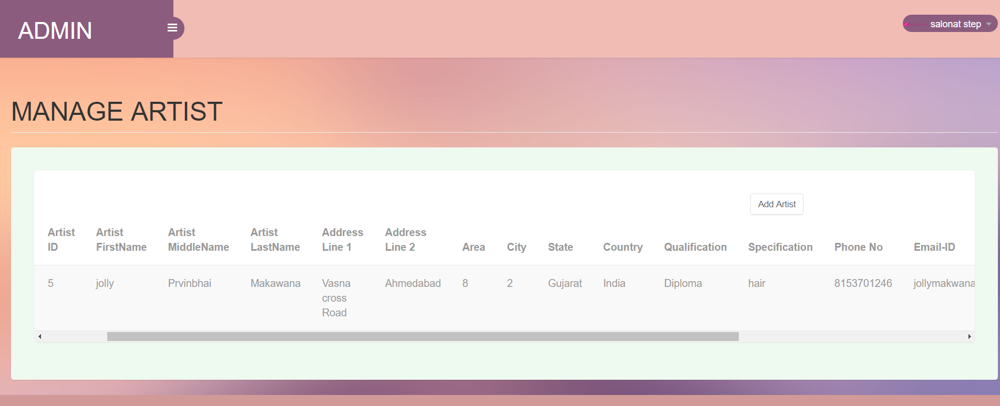 ADMIN
salonat step
MANAGE ARTIST
Add Artist
Artist ID Artist FirstName Artist MiddleName Artist LastName Address Line 1 Address Line 2 Area City State Country Qualification Specification Phone No Email-ID
5 jolly Prvinbhai Makawana Vasna cross Road Ahmedabad 8 2 Gujarat India Diploma hair 8153701246 jollymakwana